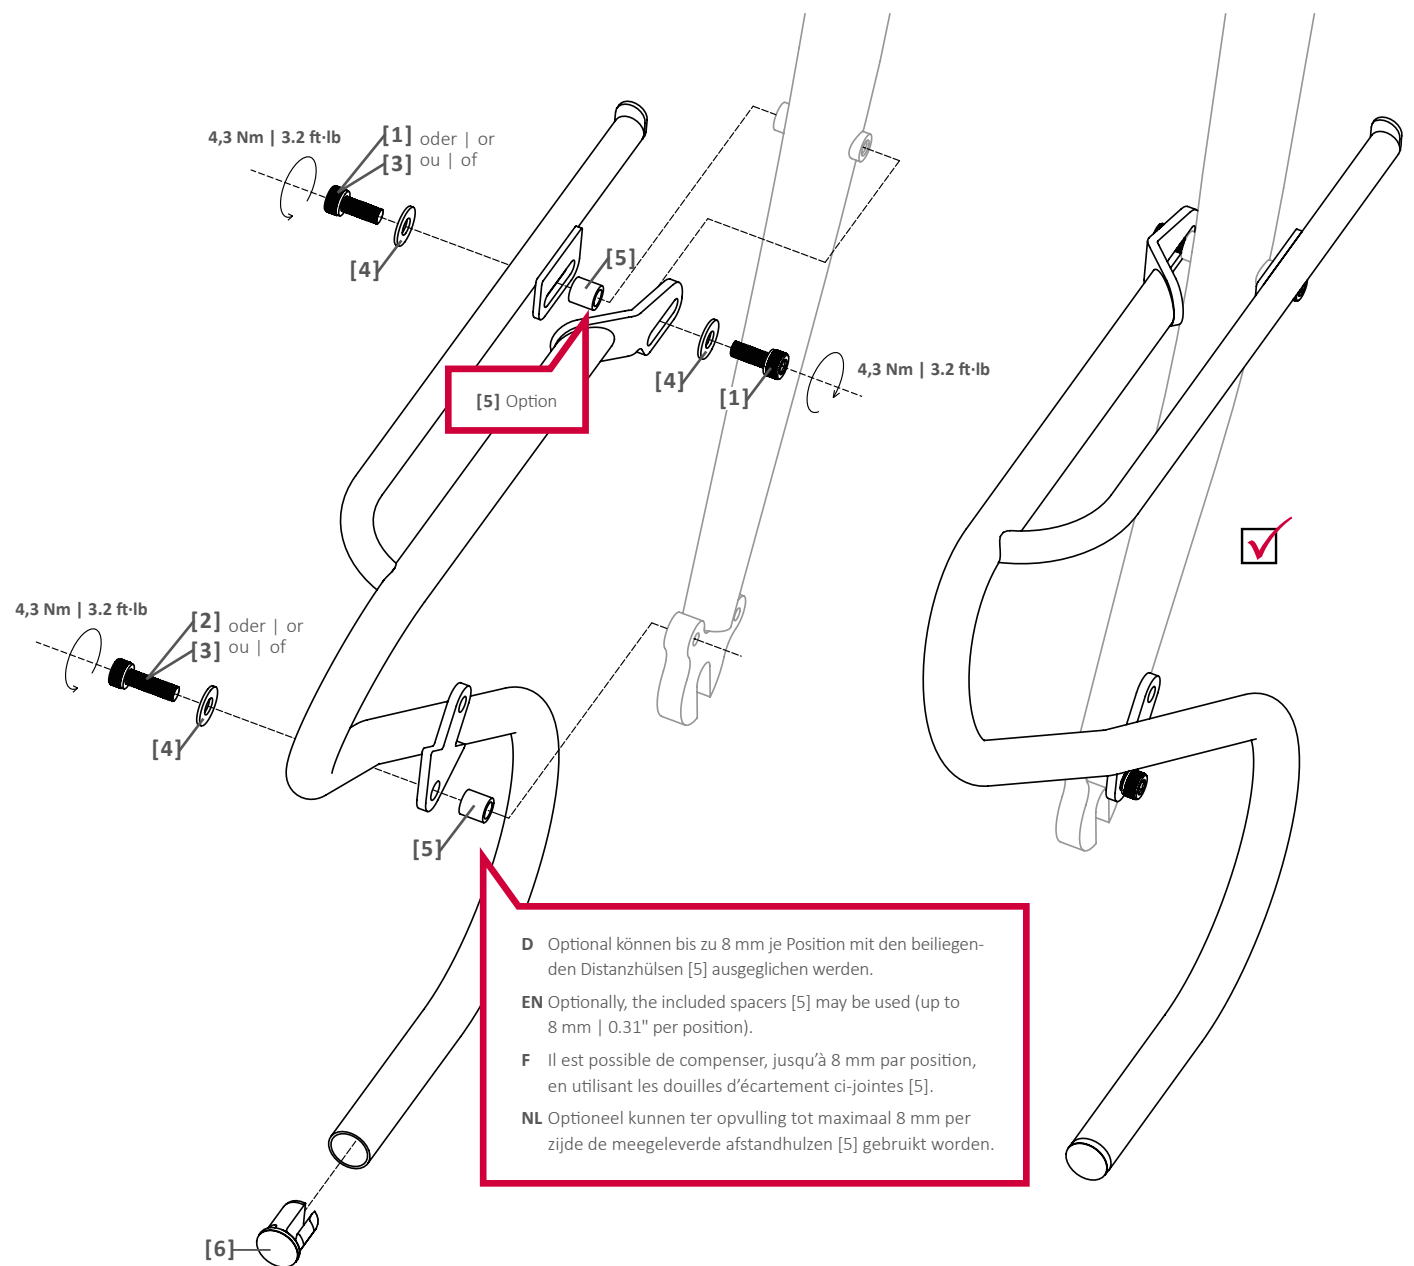 4,3 Nm | 3.2 ft·lb
[1] oder | or
[3] ou | of
[4]
[5]
[5] Option
[4]
[1]
4,3 Nm | 3.2 ft·lb
4,3 Nm | 3.2 ft·lb
[2] oder | or
[3] ou | of
[4]
[5]
D Optional können bis zu 8 mm je Position mit den beiliegen-
den Distanzhülsen [5] ausgeglichen werden.
EN Optionally, the included spacers [5] may be used (up to
8 mm | 0.31" per position).
F Il est possible de compenser, jusqu’à 8 mm par position,
en utilisant les douilles d’écartement ci-jointes [5].
NL Optioneel kunnen ter opvulling tot maximaal 8 mm per
zijde de meegeleverde afstandhulzen [5] gebruikt worden.
[6]